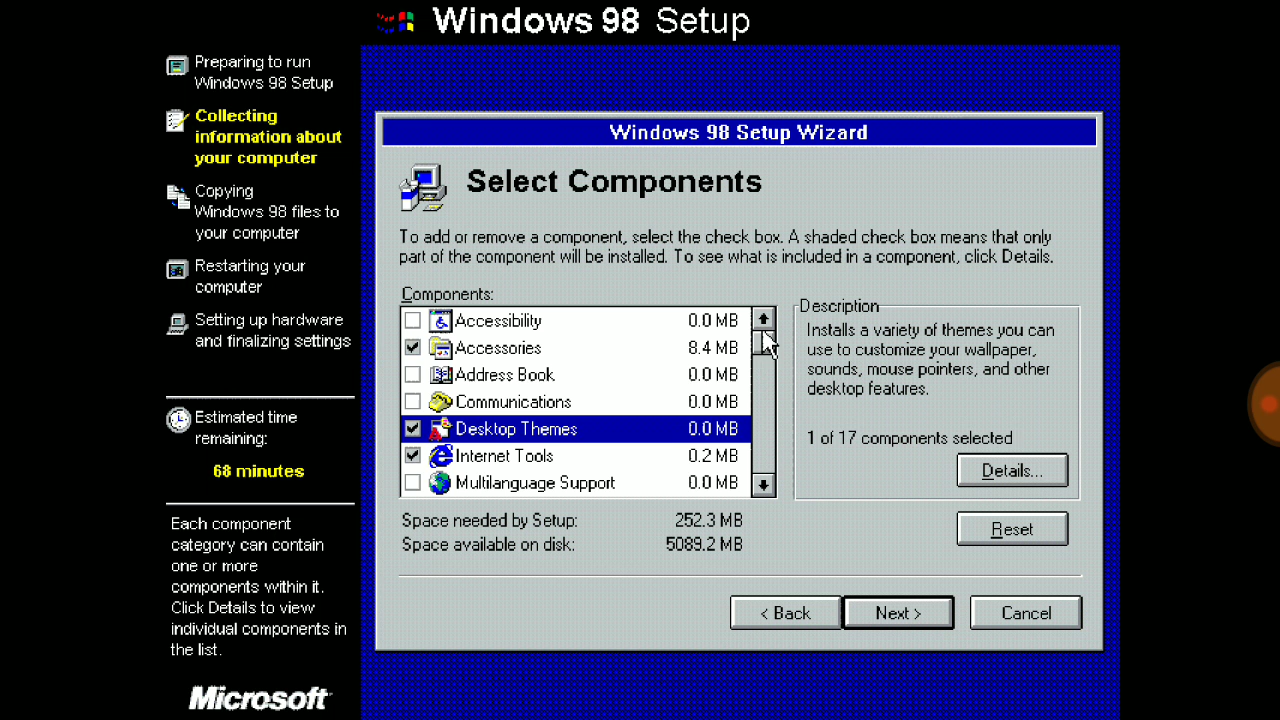 Windows 98 Setup
Preparing to run
Windows 98 Setup
Collecting
information about
your computer
Copying
Windows 98 files to
your computer
Restarting your
computer
Setting up hardware
and finalizing settings
Estimated time
remaining:
68 minutes
Each component
category can contain
one or more
components within it.
Click Details to view
individual components in
the list.
Microsoft
Windows 98 Setup Wizard
Select Components
To add or remove a component, select the check box. A shaded check box means that only
part of the component will be installed. To see what is included in a component, click Details.
Components:
Accessibility 0.0 MB
Accessories 8.4 MB
Address Book 0.0 MB
Communications 0.0 MB
Desktop Themes 0.0 MB
Internet Tools 0.2 MB
Multilanguage Support 0.0 MB
Description
Installs a variety of themes you can
use to customize your wallpaper,
sounds, mouse pointers, and other
desktop features.
1 of 17 components selected
Details...
Space needed by Setup: 252.3 MB
Space available on disk: 5089.2 MB
Reset
< Back
Next >
Cancel